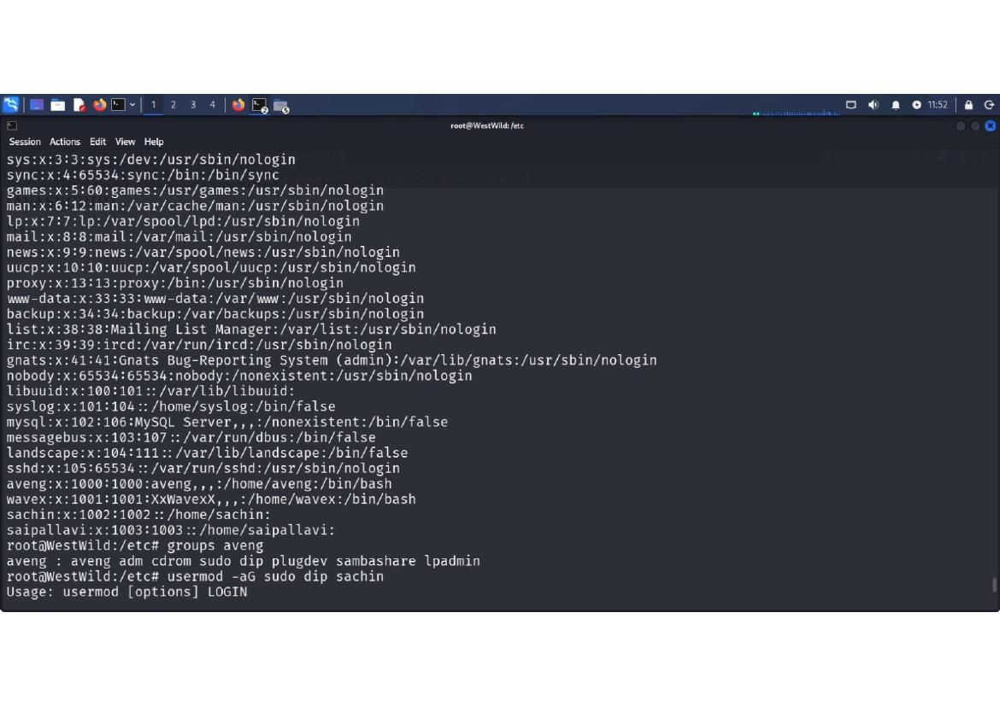 1 2 3 4 2 5 11:52
root@WestWild: /etc
Session Actions Edit View Help
sys:x:3:3:sys:/dev:/usr/sbin/nologin
sync:x:4:65534:sync:/bin:/bin/sync
games:x:5:60:games:/usr/games:/usr/sbin/nologin
man:x:6:12:man:/var/cache/man:/usr/sbin/nologin
lp:x:7:7:lp:/var/spool/lpd:/usr/sbin/nologin
mail:x:8:8:mail:/var/mail:/usr/sbin/nologin
news:x:9:9:news:/var/spool/news:/usr/sbin/nologin
uucp:x:10:10:uucp:/var/spool/uucp:/usr/sbin/nologin
proxy:x:13:13:proxy:/bin:/usr/sbin/nologin
www-data:x:33:33:www-data:/var/www:/usr/sbin/nologin
backup:x:34:34:backup:/var/backups:/usr/sbin/nologin
list:x:38:38:Mailing List Manager:/var/list:/usr/sbin/nologin
irc:x:39:39:ircd:/var/run/ircd:/usr/sbin/nologin
gnats:x:41:41:Gnats Bug-Reporting System (admin):/var/lib/gnats:/usr/sbin/nologin
nobody:x:65534:65534:nobody:/nonexistent:/usr/sbin/nologin
libuuid:x:100:101::/var/lib/libuuid:
syslog:x:101:104::/home/syslog:/bin/false
mysql:x:102:106:MySQL Server,,,:/nonexistent:/bin/false
messagebus:x:103:107::/var/run/dbus:/bin/false
landscape:x:104:111::/var/lib/landscape:/bin/false
sshd:x:105:65534::/var/run/sshd:/usr/sbin/nologin
aveng:x:1000:1000:aveng,,,:/home/aveng:/bin/bash
wavex:x:1001:1001:XxWavexX,,,:/home/wavex:/bin/bash
sachin:x:1002:1002::/home/sachin:
saipallavi:x:1003:1003::/home/saipallavi:
root@WestWild:/etc# groups aveng
aveng : aveng adm cdrom sudo dip plugdev sambashare lpadmin
root@WestWild:/etc# usermod -aG sudo dip sachin
Usage: usermod [options] LOGIN